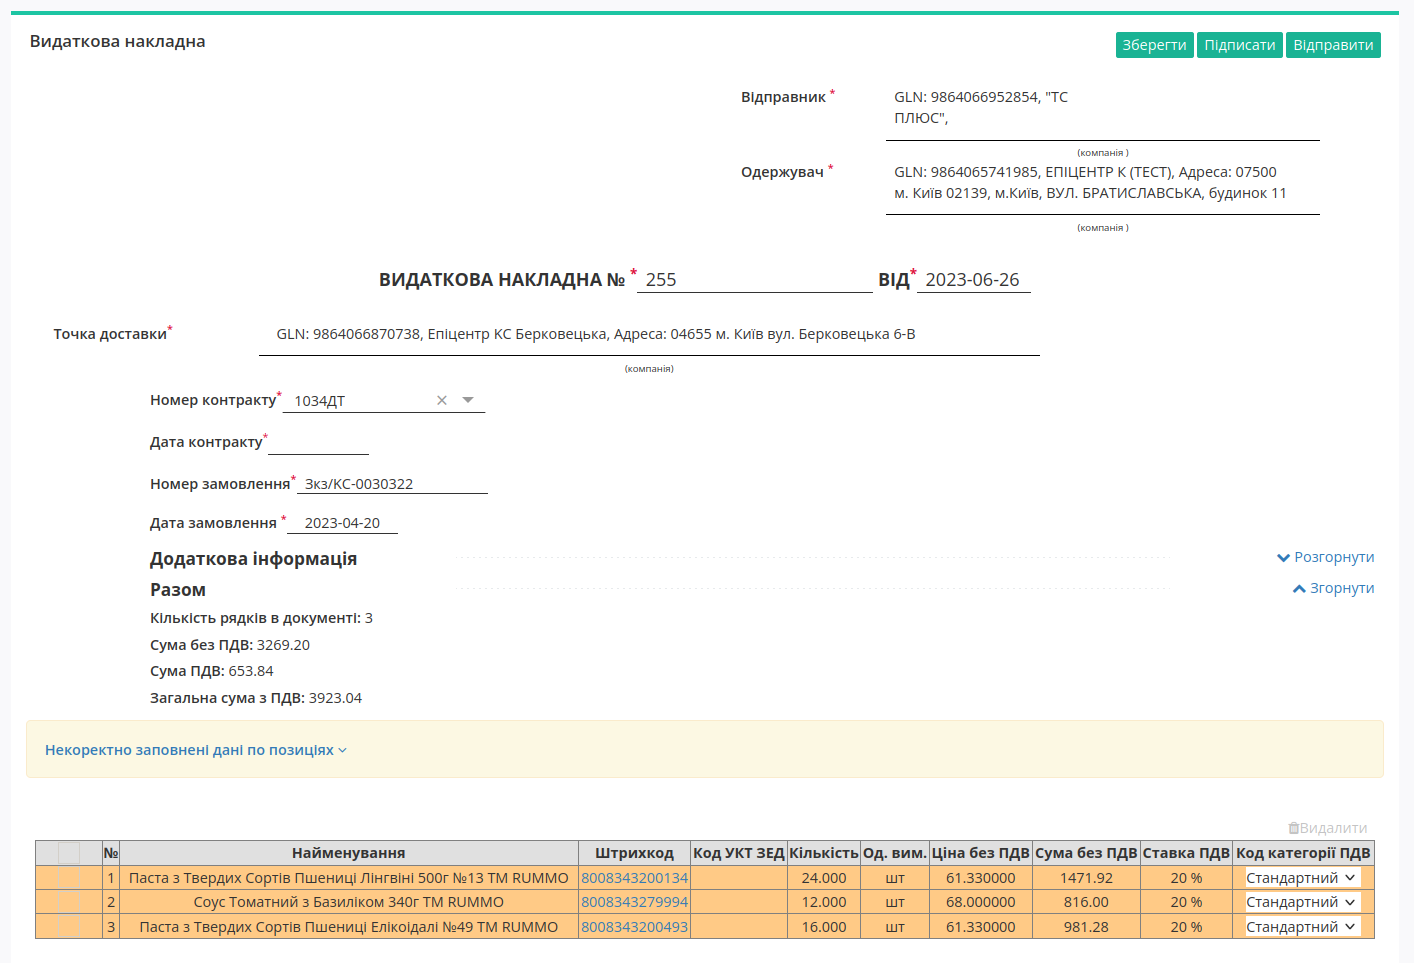 Видаткова накладна
Зберегти Підписати Відправити
Відправник * GLN: 9864066952854, "ТС
ПЛЮС",
(компанія )
Одержувач * GLN: 9864065741985, ЕПІЦЕНТР К (ТЕСТ), Адреса: 07500
м. Київ 02139, м.Київ, ВУЛ. БРАТИСЛАВСЬКА, будинок 11
(компанія )
ВИДАТКОВА НАКЛАДНА № * 255 ВІД* 2023-06-26
Точка доставки* GLN: 9864066870738, Епіцентр КС Берковецька, Адреса: 04655 м. Київ вул. Берковецька 6-В
(компанія)
Номер контракту* 1034ДТ
Дата контракту*
Номер замовлення* Зкз/КС-0030322
Дата замовлення * 2023-04-20
Додаткова інформація Розгорнути
Разом Згорнути
Кількість рядків в документі: 3
Сума без ПДВ: 3269.20
Сума ПДВ: 653.84
Загальна сума з ПДВ: 3923.04
Некоректно заповнені дані по позиціях
Видалити
№ Найменування Штрихкод Код УКТ ЗЕД Кількість Од. вим. Ціна без ПДВ Сума без ПДВ Ставка ПДВ Код категорії ПДВ
1 Паста з Твердих Сортів Пшениці Лінгвіні 500г №13 ТМ RUMMO 8008343200134 24.000 шт 61.330000 1471.92 20 % Стандартний
2 Соус Томатний з Базиліком 340г ТМ RUMMO 8008343279994 12.000 шт 68.000000 816.00 20 % Стандартний
3 Паста з Твердих Сортів Пшениці Елікоідалі №49 ТМ RUMMO 8008343200493 16.000 шт 61.330000 981.28 20 % Стандартний